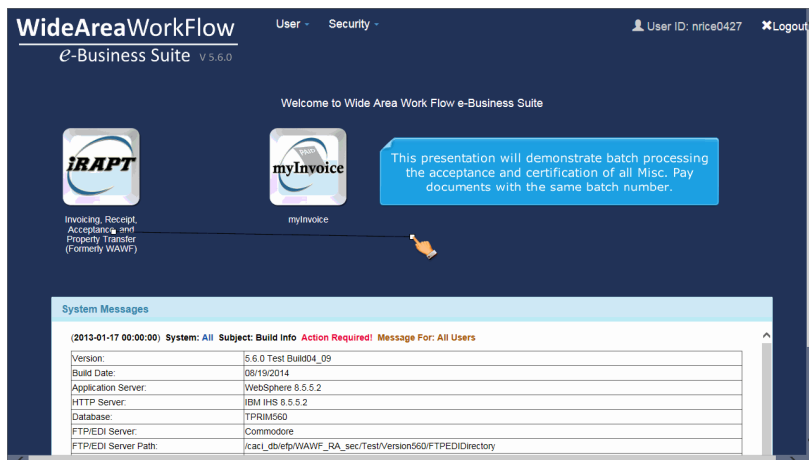 WideAreaWorkFlow
e-Business Suite V 5.6.0
User Security
User ID: nrice0427 Logout
Welcome to Wide Area Work Flow e-Business Suite
iRAPT
PAID
myInvoice
This presentation will demonstrate batch processing
the acceptance and certification of all Misc. Pay
documents with the same batch number.
Invoicing, Receipt,
Acceptance, and
Property Transfer
(Formerly WAWF)
myInvoice
System Messages
(2013-01-17 00:00:00) System: All Subject: Build Info Action Required! Message For: All Users
Version: 5.6.0 Test Build04_09
Build Date: 08/19/2014
Application Server: WebSphere 8.5.5.2
HTTP Server: IBM IHS 8.5.5.2
Database: TPRIM560
FTP/EDI Server: Commodore
FTP/EDI Server Path: /caci_db/efp/WAWF_RA_sec/Test/Version560/FTPEDIDirectory